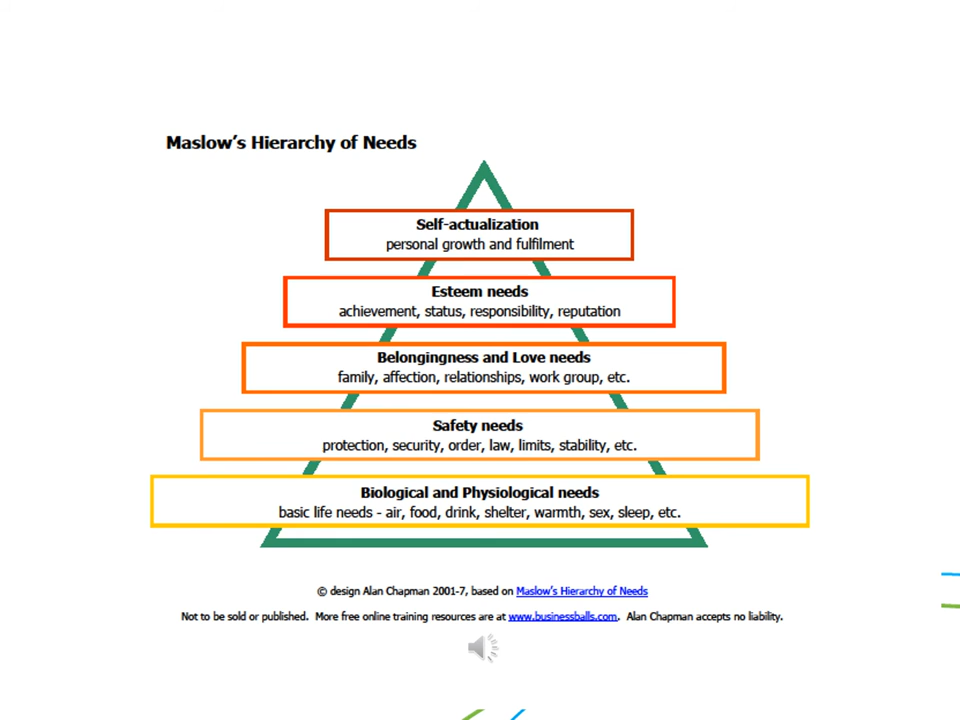 Maslow's Hierarchy of Needs
Self-actualization
personal growth and fulfilment
Esteem needs
achievement, status, responsibility, reputation
Belongingness and Love needs
family, affection, relationships, work group, etc.
Safety needs
protection, security, order, law, limits, stability, etc.
Biological and Physiological needs
basic life needs - air, food, drink, shelter, warmth, sex, sleep, etc.
© design Alan Chapman 2001-7, based on Maslow's Hierarchy of Needs
Not to be sold or published.  More free online training resources are at www.businessballs.com.  Alan Chapman accepts no liability.